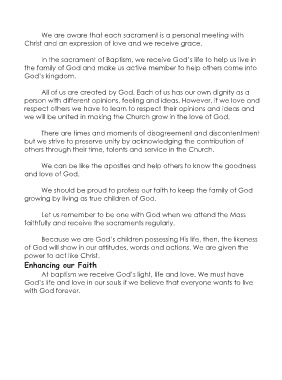 We are aware that each sacrament is a personal meeting with
Christ and an expression of love and we receive grace.
In the sacrament of Baptism, we receive God's life to help us live in
the family of God and make us active member to help others come into
God's kingdom.
All of us are created by God. Each of us has our own dignity as a
person with different opinions, feeling and ideas. However, if we love and
respect others we have to learn to respect their opinions and ideas and
we will be united in making the Church grow in the love of God.
There are times and moments of disagreement and discontentment
but we strive to preserve unity by acknowledging the contribution of
others through their time, talents and service in the Church.
We can be like the apostles and help others to know the goodness
and love of God.
We should be proud to profess our faith to keep the family of God
growing by living as true children of God.
Let us remember to be one with God when we attend the Mass
faithfully and receive the sacraments regularly.
Because we are God's children possessing His life, then, the likeness
of God will show in our attitudes, words and actions. We are given the
power to act like Christ.
Enhancing our Faith
At baptism we receive God's light, life and love. We must have
God's life and love in our souls if we believe that everyone wants to live
with God forever.